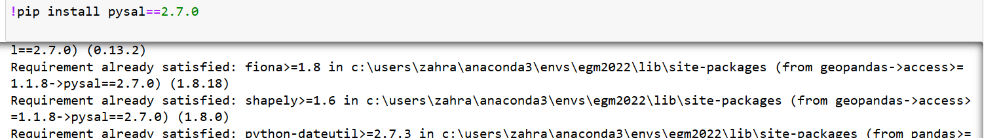 !pip install pysal==2.7.0
l==2.7.0) (0.13.2)
Requirement already satisfied: fiona>=1.8 in c:\users\zahra\anaconda3\envs\egm2022\lib\site-packages (from geopandas->access>=
1.1.8->pysal==2.7.0) (1.8.18)
Requirement already satisfied: shapely>=1.6 in c:\users\zahra\anaconda3\envs\egm2022\lib\site-packages (from geopandas->access>
=1.1.8->pysal==2.7.0) (1.8.0)
Requirement already satisfied: python-dateutil>=2.7.3 in c:\users\zahra\anaconda3\envs\egm2022\lib\site-packages (from pandas>=